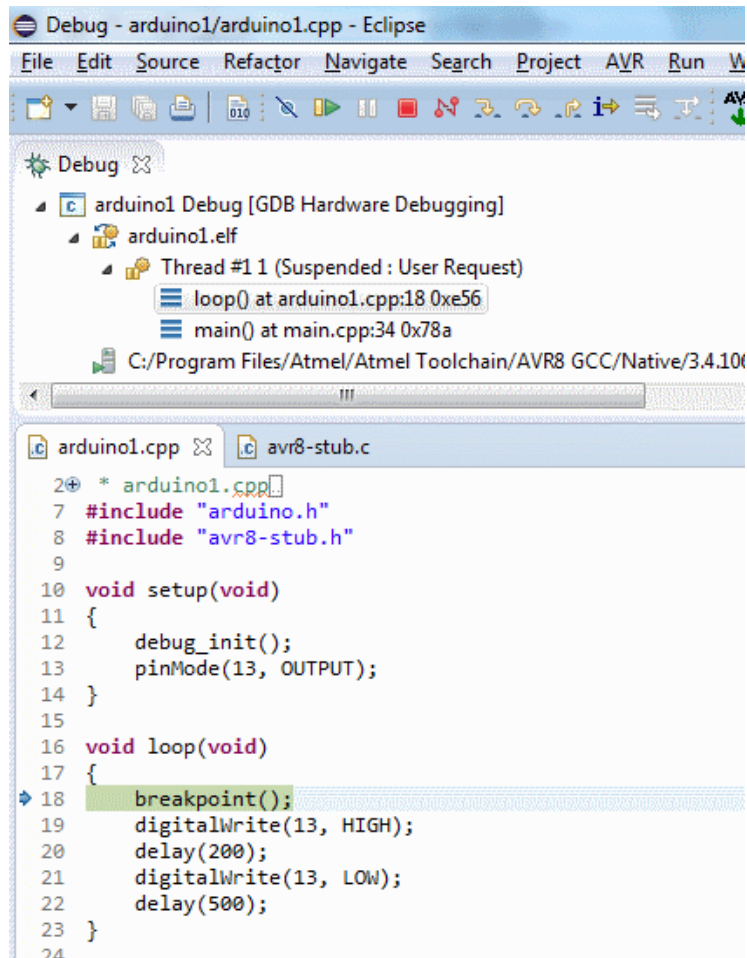 Debug - arduino1/arduino1.cpp - Eclipse
File Edit Source Refactor Navigate Search Project AVR Run W
010 i AV
Debug
c arduino1 Debug [GDB Hardware Debugging]
arduino1.elf
Thread #1 1 (Suspended : User Request)
loop() at arduino1.cpp:18 0xe56
main() at main.cpp:34 0x78a
C:/Program Files/Atmel/Atmel Toolchain/AVR8 GCC/Native/3.4.106
.c arduino1.cpp .c avr8-stub.c
2 * arduino1.cpp
7 #include "arduino.h"
8 #include "avr8-stub.h"
9
10 void setup(void)
11 {
12 debug_init();
13 pinMode(13, OUTPUT);
14 }
15
16 void loop(void)
17 {
18 breakpoint();
19 digitalWrite(13, HIGH);
20 delay(200);
21 digitalWrite(13, LOW);
22 delay(500);
23 }
24